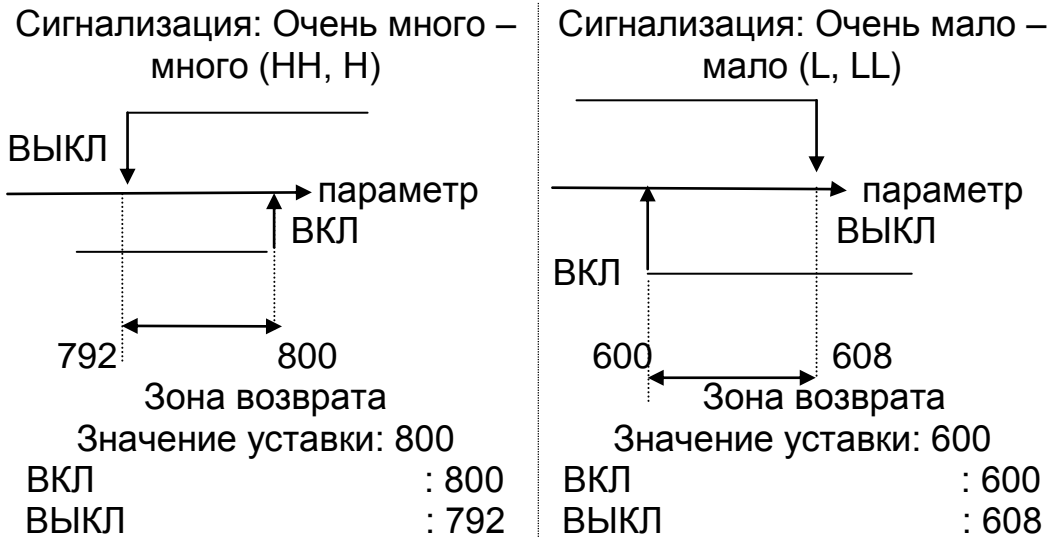 Сигнализация: Очень много –
много (HH, H)
ВЫКЛ
параметр
ВКЛ
792
800
Зона возврата
Значение уставки: 800
ВКЛ : 800
ВЫКЛ : 792
Сигнализация: Очень мало –
мало (L, LL)
параметр
ВЫКЛ
ВКЛ
600
608
Зона возврата
Значение уставки: 600
ВКЛ : 600
ВЫКЛ : 608